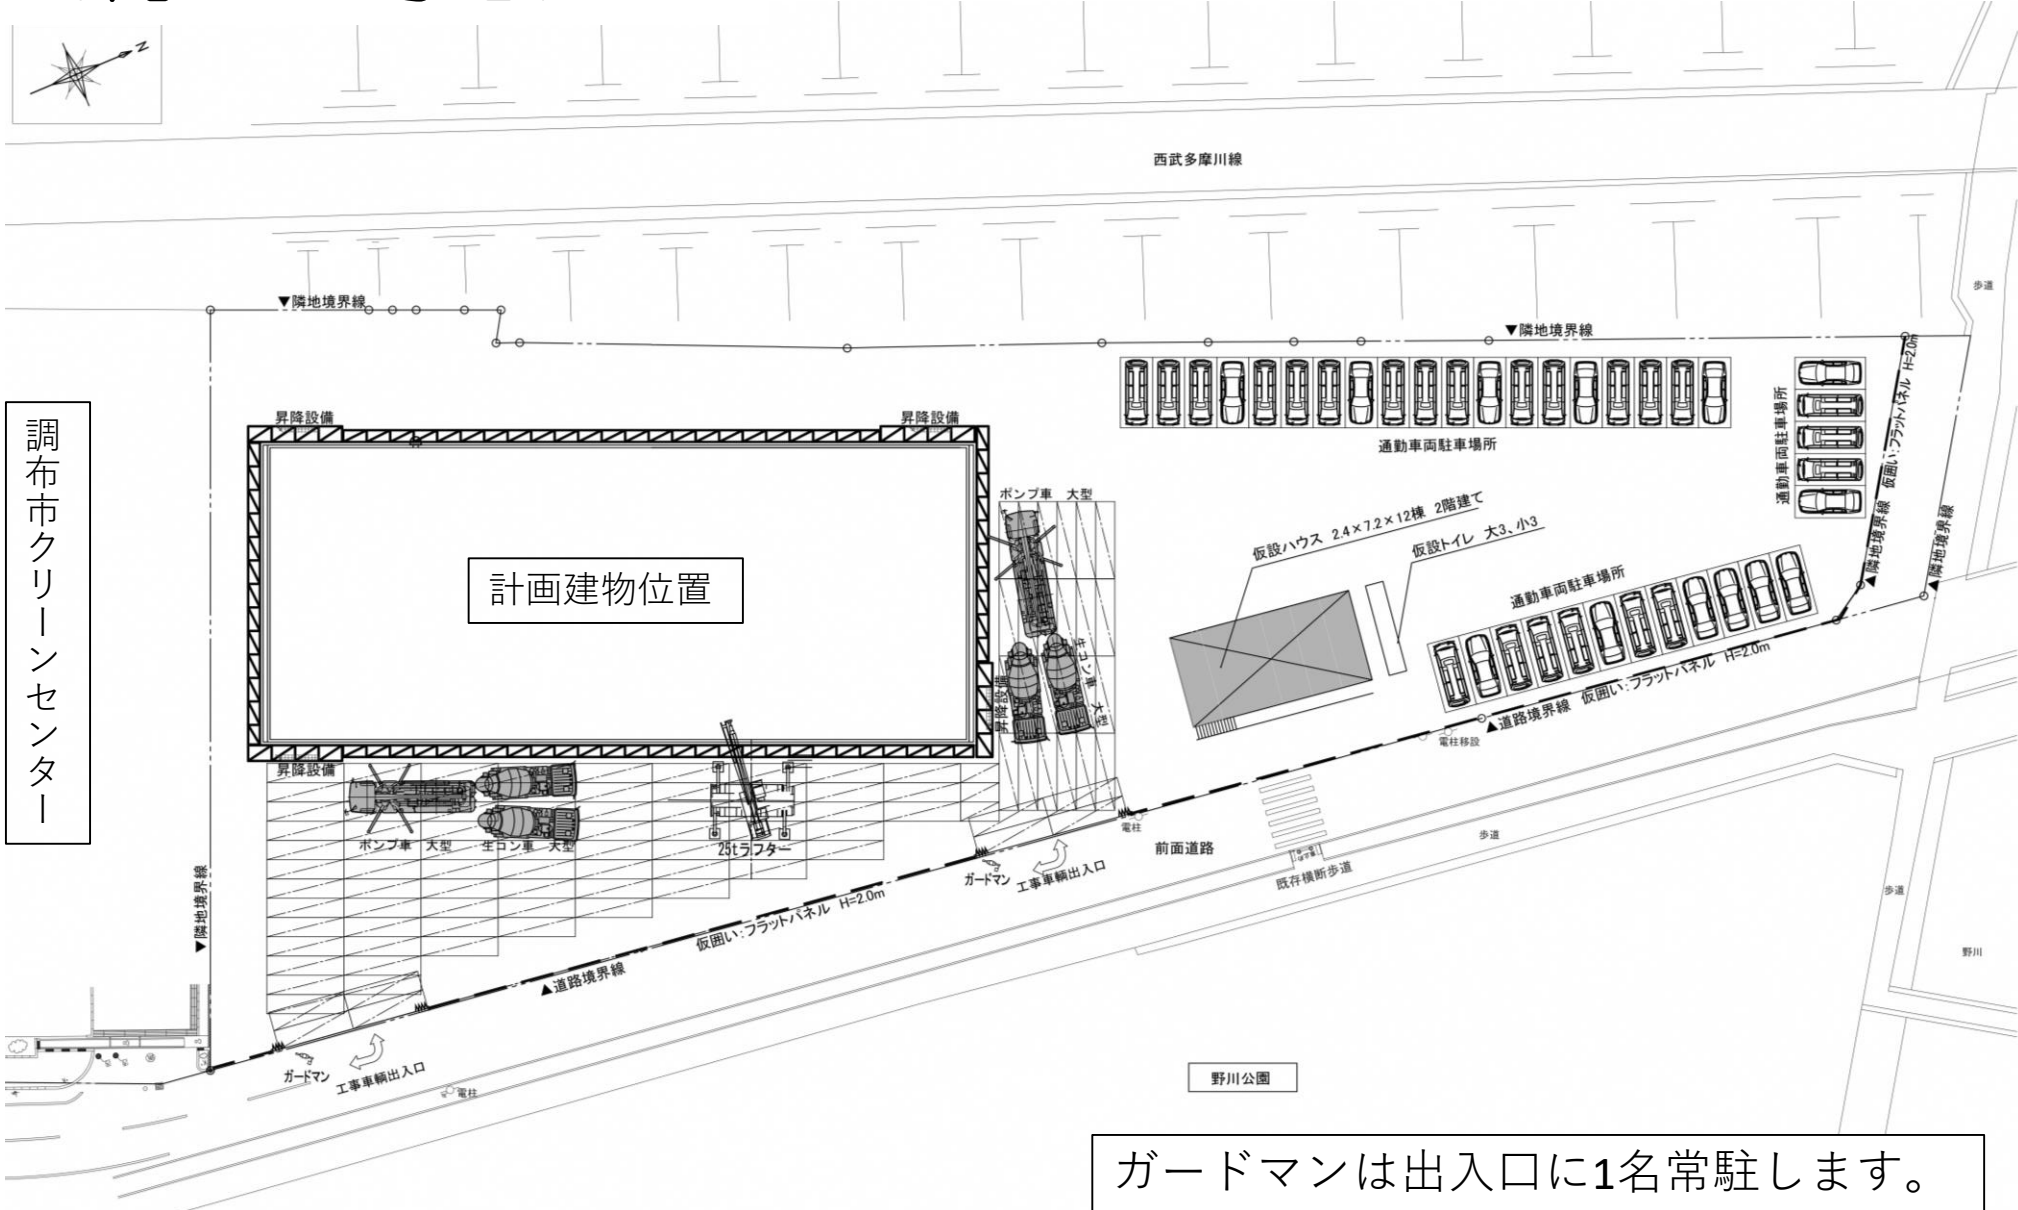 N
西武多摩川線
歩道
▼隣地境界線
▼隣地境界線
仮囲い:フラットパネル H=2.0m
▲隣地境界線
▲隣地境界線
調布市クリーンセンター
昇降設備
昇降設備
通勤車両駐車場所
通勤車両駐車場所
ポンプ車 大型
仮設ハウス 2.4×7.2×12棟 2階建て
仮設トイレ 大3、小3
通勤車両駐車場所
計画建物位置
生コン車 大型
昇降設備
▲道路境界線 仮囲い:フラットパネル H=2.0m
電柱移設
昇降設備
ポンプ車 大型
生コン車 大型
25tラフター
電柱
前面道路
歩道
既存横断歩道
ガードマン
工事車輌出入口
▼隣地境界線
歩道
仮囲い:フラットパネル H=2.0m
▲道路境界線
野川
ガードマン
工事車輌出入口
電柱
野川公園
ガードマンは出入口に1名常駐します。